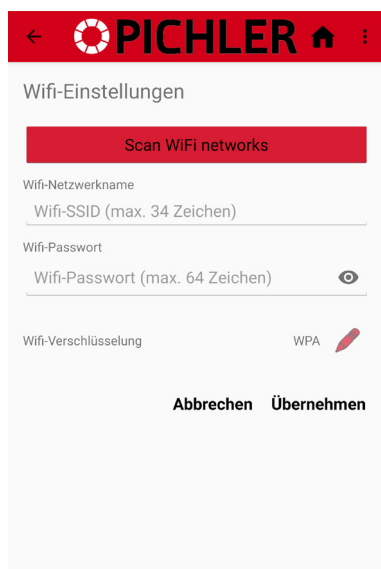 PICHLER
Wifi-Einstellungen
Scan WiFi networks
Wifi-Netzwerkname
Wifi-SSID (max. 34 Zeichen)
Wifi-Passwort
Wifi-Passwort (max. 64 Zeichen)
Wifi-Verschlüsselung WPA
Abbrechen Übernehmen